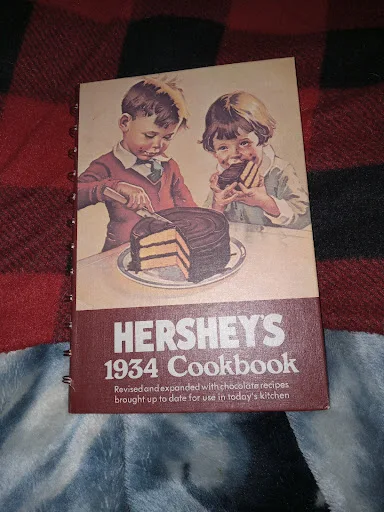 HERSHEY'S
1934 Cookbook
Revised and expanded with chocolate recipes
brought up to date for use in today's kitchen